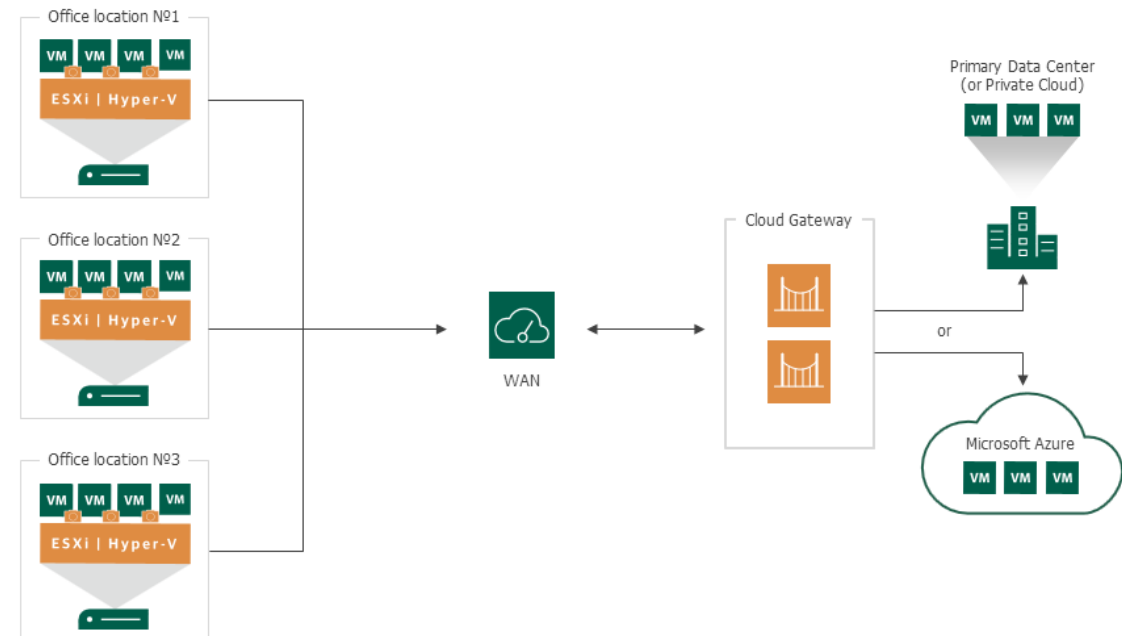 Office location №1
VM VM VM VM
ESXi | Hyper-V
Office location №2
VM VM VM VM
ESXi | Hyper-V
Office location №3
VM VM VM VM
ESXi | Hyper-V
WAN
Cloud Gateway
Primary Data Center
(or Private Cloud)
VM VM VM
or
Microsoft Azure
VM VM VM